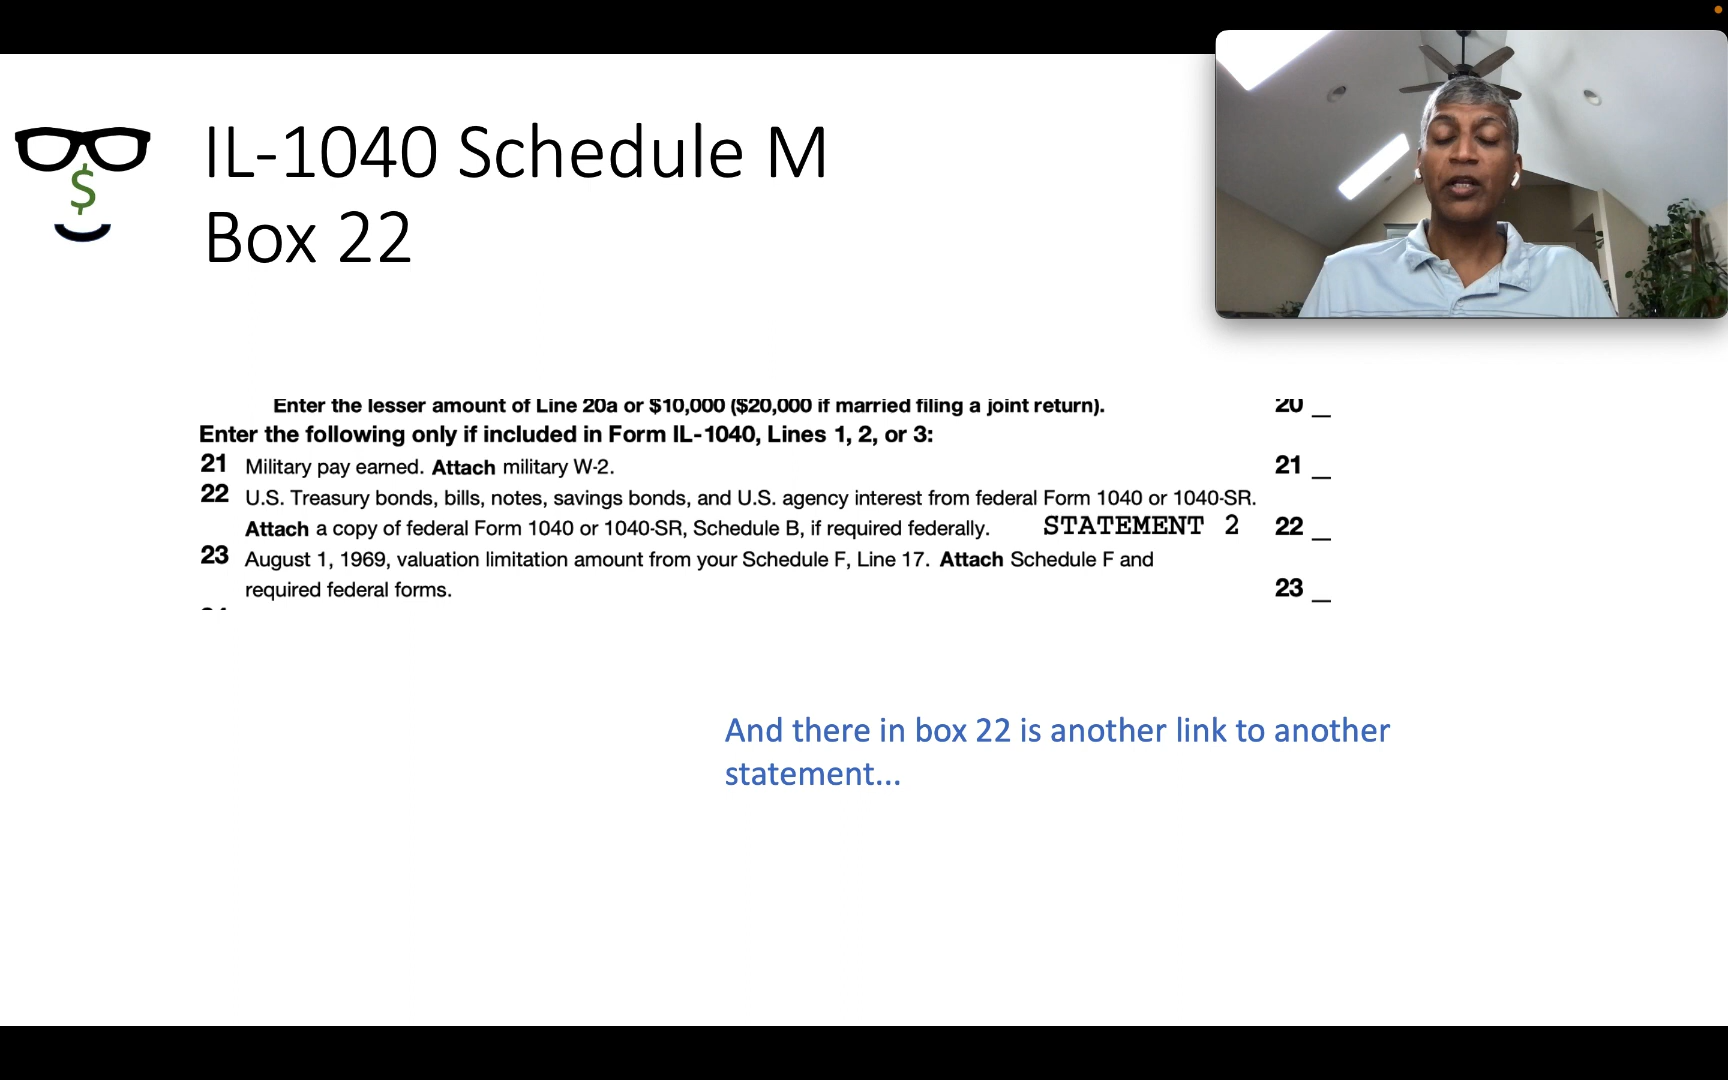 $
IL-1040 Schedule M
Box 22
Enter the lesser amount of Line 20a or $10,000 ($20,000 if married filing a joint return). 20
Enter the following only if included in Form IL-1040, Lines 1, 2, or 3:
21 Military pay earned. Attach military W-2. 21
22 U.S. Treasury bonds, bills, notes, savings bonds, and U.S. agency interest from federal Form 1040 or 1040-SR.
Attach a copy of federal Form 1040 or 1040-SR, Schedule B, if required federally. STATEMENT 2 22
23 August 1, 1969, valuation limitation amount from your Schedule F, Line 17. Attach Schedule F and
required federal forms. 23
And there in box 22 is another link to another
statement...